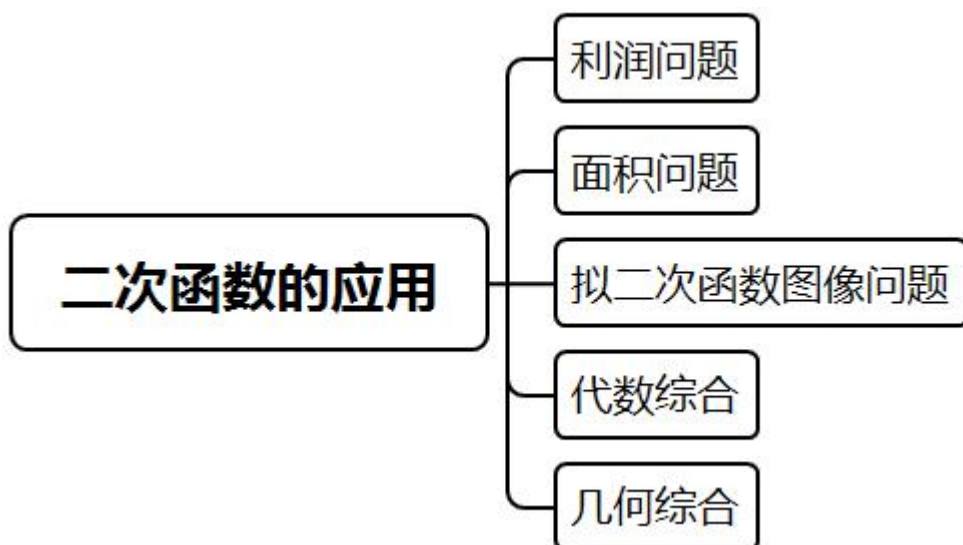 二次函数的应用
利润问题
面积问题
拟二次函数图像问题
代数综合
几何综合